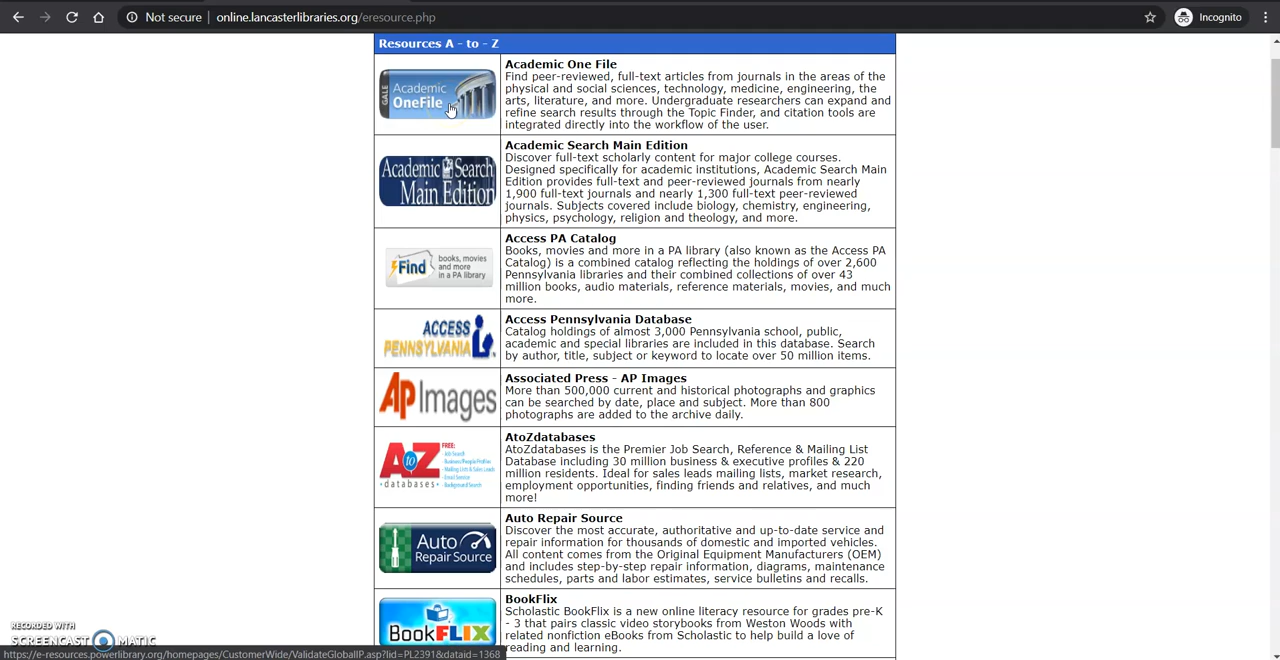 Not secure | online.lancasterlibraries.org/eresource.php Incognito
Resources A - to - Z
GALE
Academic
OneFile
Academic One File
Find peer-reviewed, full-text articles from journals in the areas of the
physical and social sciences, technology, medicine, engineering, the
arts, literature, and more. Undergraduate researchers can expand and
refine search results through the Topic Finder, and citation tools are
integrated directly into the workflow of the user.
Academic Search
Main Edition
Academic Search Main Edition
Discover full-text scholarly content for major college courses.
Designed specifically for academic institutions, Academic Search Main
Edition provides full-text and peer-reviewed journals from nearly
1,900 full-text journals and nearly 1,300 full-text peer-reviewed
journals. Subjects covered include biology, chemistry, engineering,
physics, psychology, religion and theology, and more.
Find
books, movies
and more
in a PA library
Access PA Catalog
Books, movies and more in a PA library (also known as the Access PA
Catalog) is a combined catalog reflecting the holdings of over 2,600
Pennsylvania libraries and their combined collections of over 43
million books, audio materials, reference materials, movies, and much
more.
ACCESS
PENNSYLVANIA
Access Pennsylvania Database
Catalog holdings of almost 3,000 Pennsylvania school, public,
academic and special libraries are included in this database. Search
by author, title, subject or keyword to locate over 50 million items.
AP Images
Associated Press - AP Images
More than 500,000 current and historical photographs and graphics
can be searched by date, place and subject. More than 800
photographs are added to the archive daily.
A to Z
databases
FREE:
Job Search
Business/People Profiles
Mailing Lists & Sales Leads
Email Service
Background Search
AtoZdatabases
AtoZdatabases is the Premier Job Search, Reference & Mailing List
Database including 30 million business & executive profiles & 220
million residents. Ideal for sales leads mailing lists, market research,
employment opportunities, finding friends and relatives, and much
more!
Auto
Repair Source
Auto Repair Source
Discover the most accurate, authoritative and up-to-date service and
repair information for thousands of domestic and imported vehicles.
All content comes from the Original Equipment Manufacturers (OEM)
and includes step-by-step repair information, diagrams, maintenance
schedules, parts and labor estimates, service bulletins and recalls.
BookFLIX
BookFlix
Scholastic BookFlix is a new online literacy resource for grades pre-K
- 3 that pairs classic video storybooks from Weston Woods with
related nonfiction eBooks from Scholastic to help build a love of
reading and learning.
RECORDED WITH
SCREENCAST MATIC
https://e-resources.powerlibrary.org/homepages/CustomerWide/ValidateGlobalIP.asp?lid=PL2391&dataid=1368